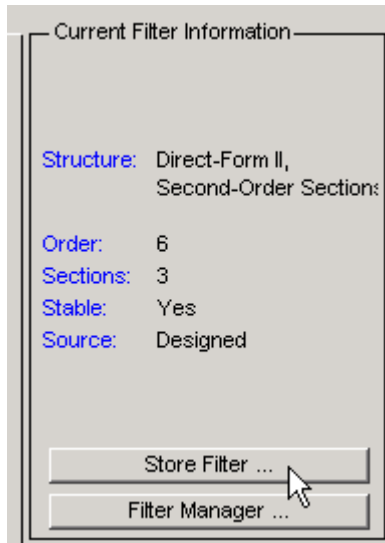 Current Filter Information
Structure: Direct-Form II,
Second-Order Sections
Order: 6
Sections: 3
Stable: Yes
Source: Designed
Store Filter ...
Filter Manager ...